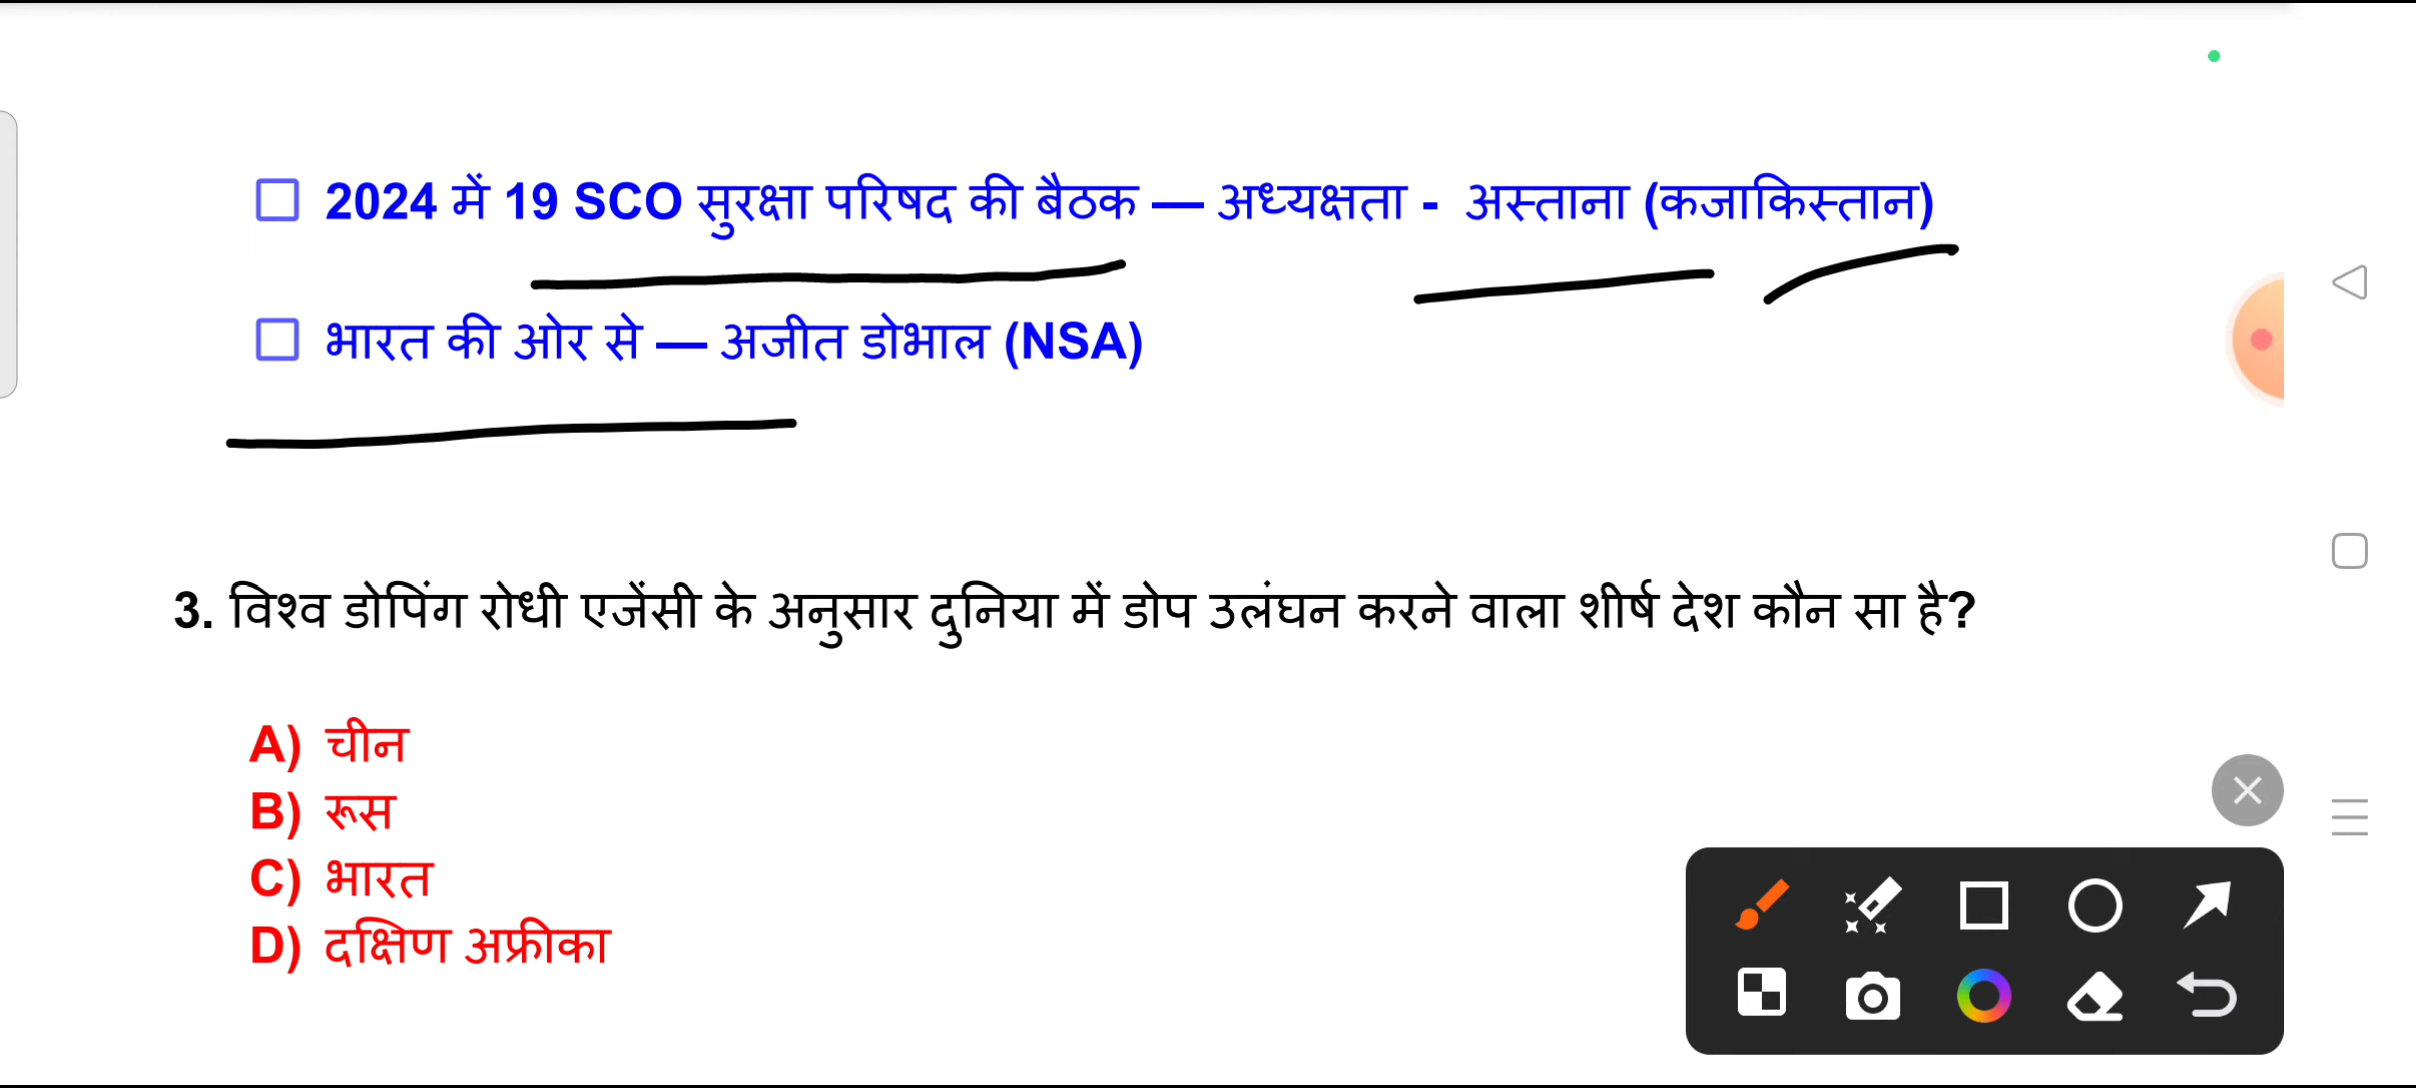 2024 में 19 SCO सुरक्षा परिषद की बैठक — अध्यक्षता - अस्ताना (कजाकिस्तान)
भारत की ओर से — अजीत डोभाल (NSA)
3. विश्व डोपिंग रोधी एजेंसी के अनुसार दुनिया में डोप उलंघन करने वाला शीर्ष देश कौन सा है?
A) चीन
B) रूस
C) भारत
D) दक्षिण अफ्रीका